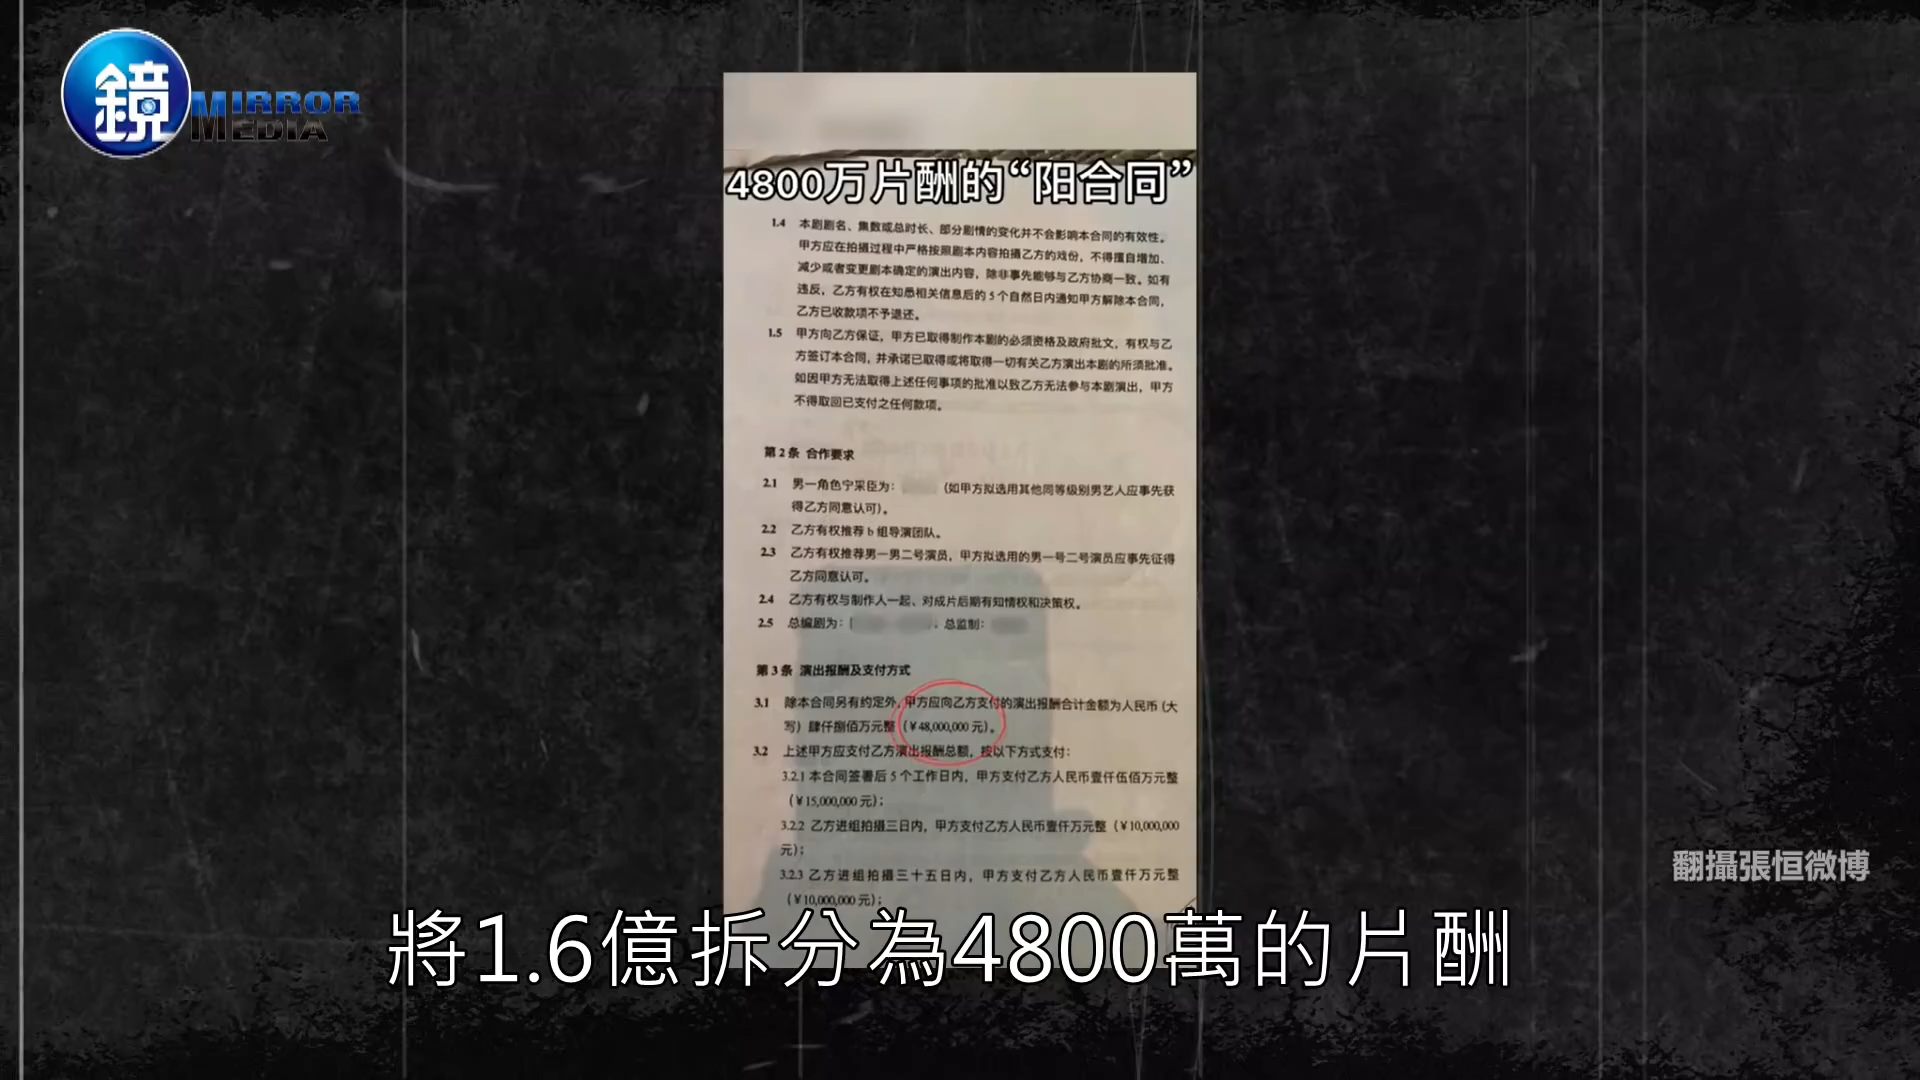 鏡 MIRROR MEDIA
4800万片酬的“阳合同”
1.4 本剧剧名、集数或总时长、部分剧情的变化并不会影响本合同的有效性。
甲方应在拍摄过程中严格按照剧本内容拍摄乙方的戏份，不得擅自增加、
减少或者变更剧本确定的演出内容，除非事先能够与乙方协商一致。如有
违反，乙方有权在知悉相关信息后的 5 个自然日内通知甲方解除本合同，
乙方已收款项不予退还。
1.5 甲方向乙方保证，甲方已取得制作本剧的必须资格及政府批文，有权与乙
方签订本合同，并承诺已取得或将取得一切有关乙方演出本剧的所须批准。
如因甲方无法取得上述任何事项的批准以致乙方无法参与本剧演出，甲方
不得取回已支付之任何款项。
第 2 条 合作要求
2.1 男一角色宁采臣为： （如甲方拟选用其他同等级别男艺人应事先获
得乙方同意认可）。
2.2 乙方有权推荐 b 组导演团队。
2.3 乙方有权推荐男一男二号演员，甲方拟选用的男一号二号演员应事先征得
乙方同意认可。
2.4 乙方有权与制作人一起、对成片后期有知情权和决策权。
2.5 总编剧为： ，总监制：
第 3 条 演出报酬及支付方式
3.1 除本合同另有约定外，甲方应向乙方支付的演出报酬合计金额为人民币（大
写）肆仟捌佰万元整（￥48,000,000 元）。
3.2 上述甲方应支付乙方演出报酬总额，按以下方式支付：
3.2.1 本合同签署后 5 个工作日内，甲方支付乙方人民币壹仟伍佰万元整
（￥15,000,000 元）；
3.2.2 乙方进组拍摄三日内，甲方支付乙方人民币壹仟万元整（￥10,000,000
元）；
3.2.3 乙方进组拍摄三十五日内，甲方支付乙方人民币壹仟万元整
（￥10,000,000 元）；
翻攝張恒微博
將1.6億拆分為4800萬的片酬